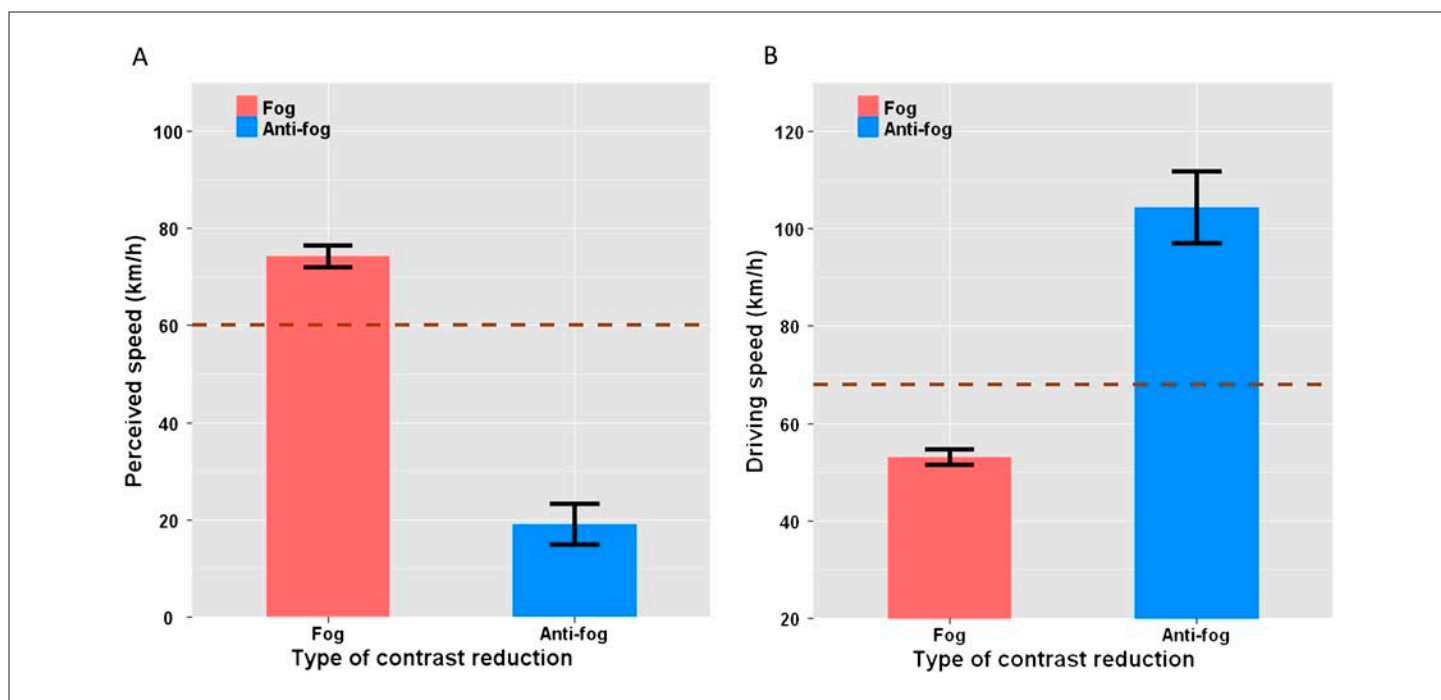 A
Fog
Anti-fog
100
80
60
40
20
0
Perceived speed (km/h)
Fog Anti-fog
Type of contrast reduction
B
Fog
Anti-fog
120
100
80
60
40
20
Driving speed (km/h)
Fog Anti-fog
Type of contrast reduction